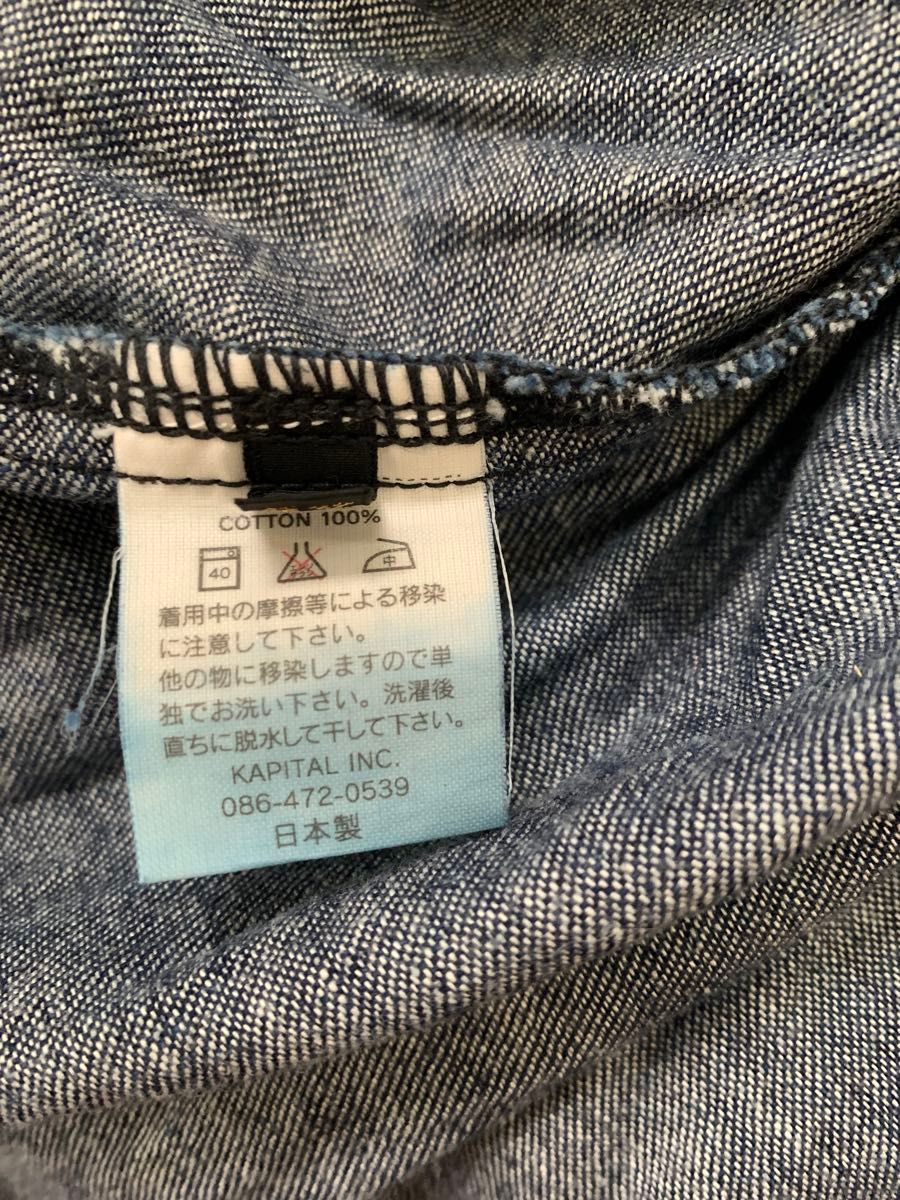 COTTON 100%
40
中
着用中の摩擦等による移染
に注意して下さい。
他の物に移染しますので単
独でお洗い下さい。洗濯後
直ちに脱水して干して下さい。
KAPITAL INC.
086-472-0539
日本製